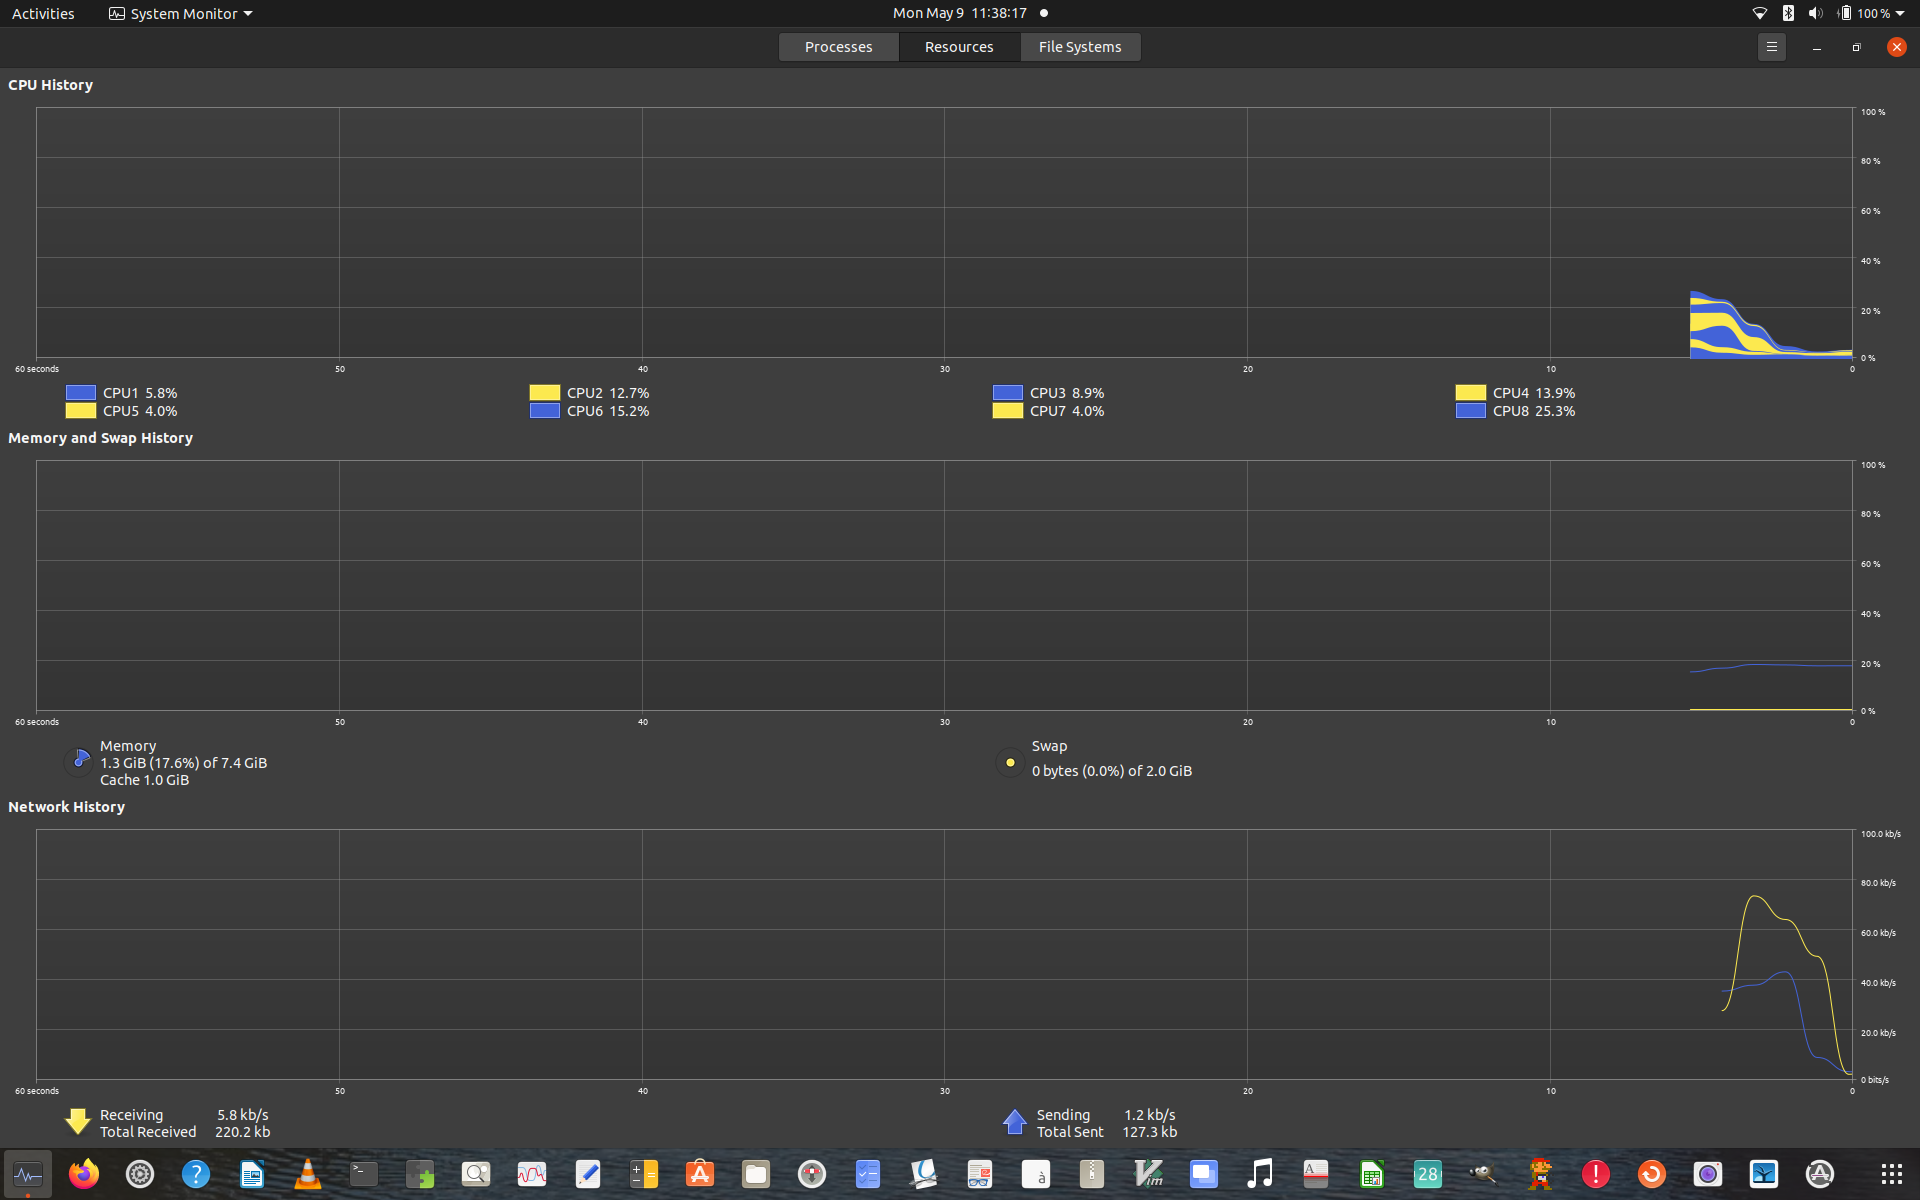 Activities System Monitor Mon May 9 11:38:17 100 %
Processes Resources File Systems
CPU History
100 %
80 %
60 %
40 %
20 %
0 %
60 seconds 50 40 30 20 10 0
CPU1 5.8% CPU2 12.7% CPU3 8.9% CPU4 13.9%
CPU5 4.0% CPU6 15.2% CPU7 4.0% CPU8 25.3%
Memory and Swap History
100 %
80 %
60 %
40 %
20 %
0 %
60 seconds 50 40 30 20 10 0
Memory
1.3 GiB (17.6%) of 7.4 GiB
Cache 1.0 GiB
Swap
0 bytes (0.0%) of 2.0 GiB
Network History
100.0 kb/s
80.0 kb/s
60.0 kb/s
40.0 kb/s
20.0 kb/s
0 bits/s
60 seconds 50 40 30 20 10 0
Receiving 5.8 kb/s Sending 1.2 kb/s
Total Received 220.2 kb Total Sent 127.3 kb
? >_ à Vim A 28 !